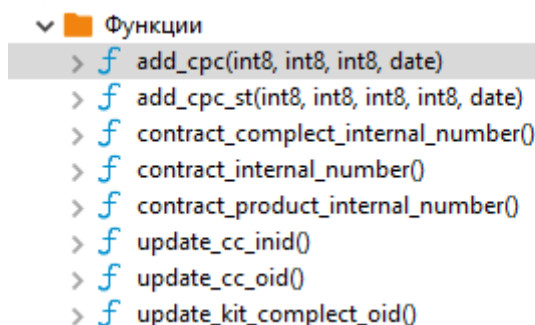 Функции
add_cpc(int8, int8, int8, date)
add_cpc_st(int8, int8, int8, int8, date)
contract_complect_internal_number()
contract_internal_number()
contract_product_internal_number()
update_cc_inid()
update_cc_oid()
update_kit_complect_oid()